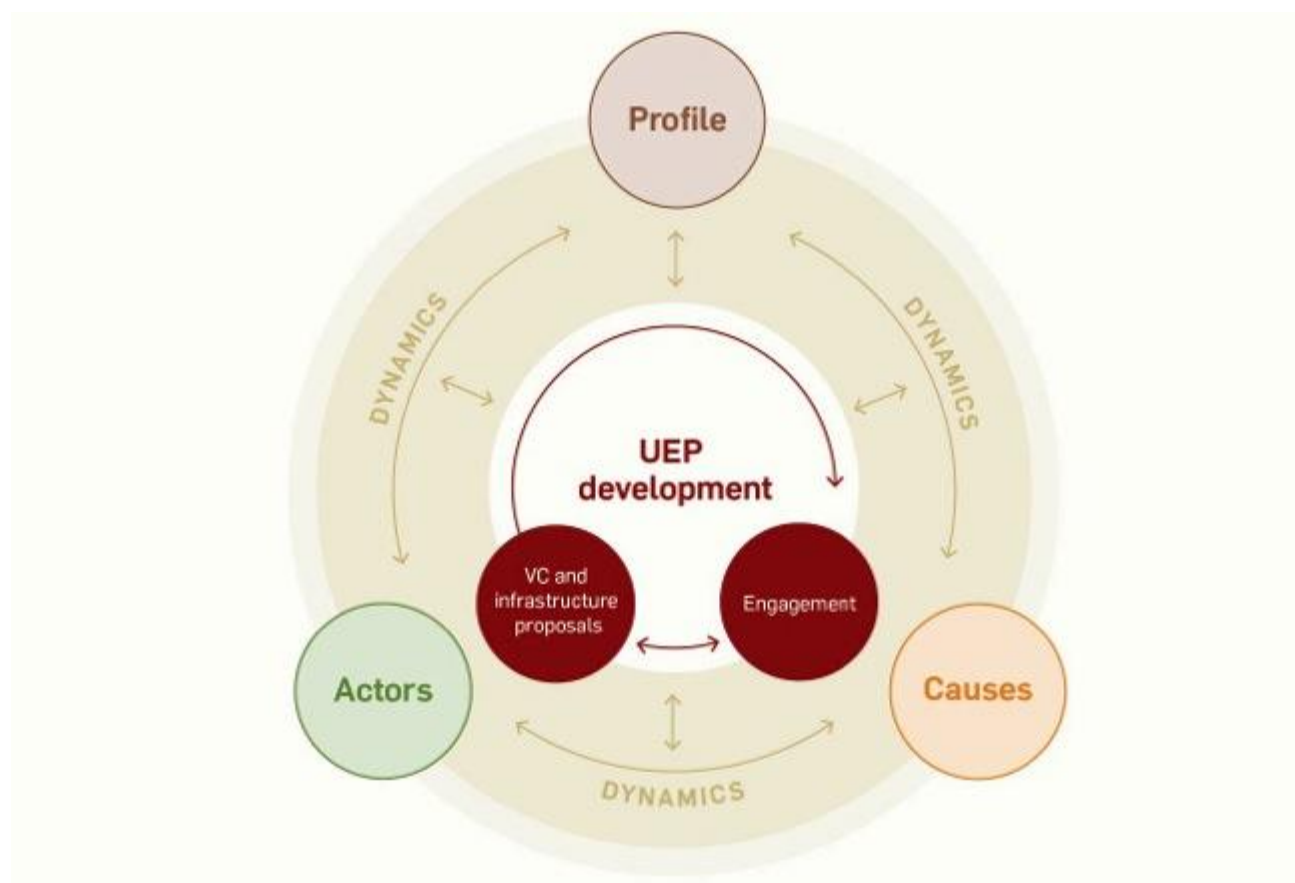 Profile
DYNAMICS
DYNAMICS
UEP
development
VC and
infrastructure
proposals
Engagement
Actors
Causes
DYNAMICS